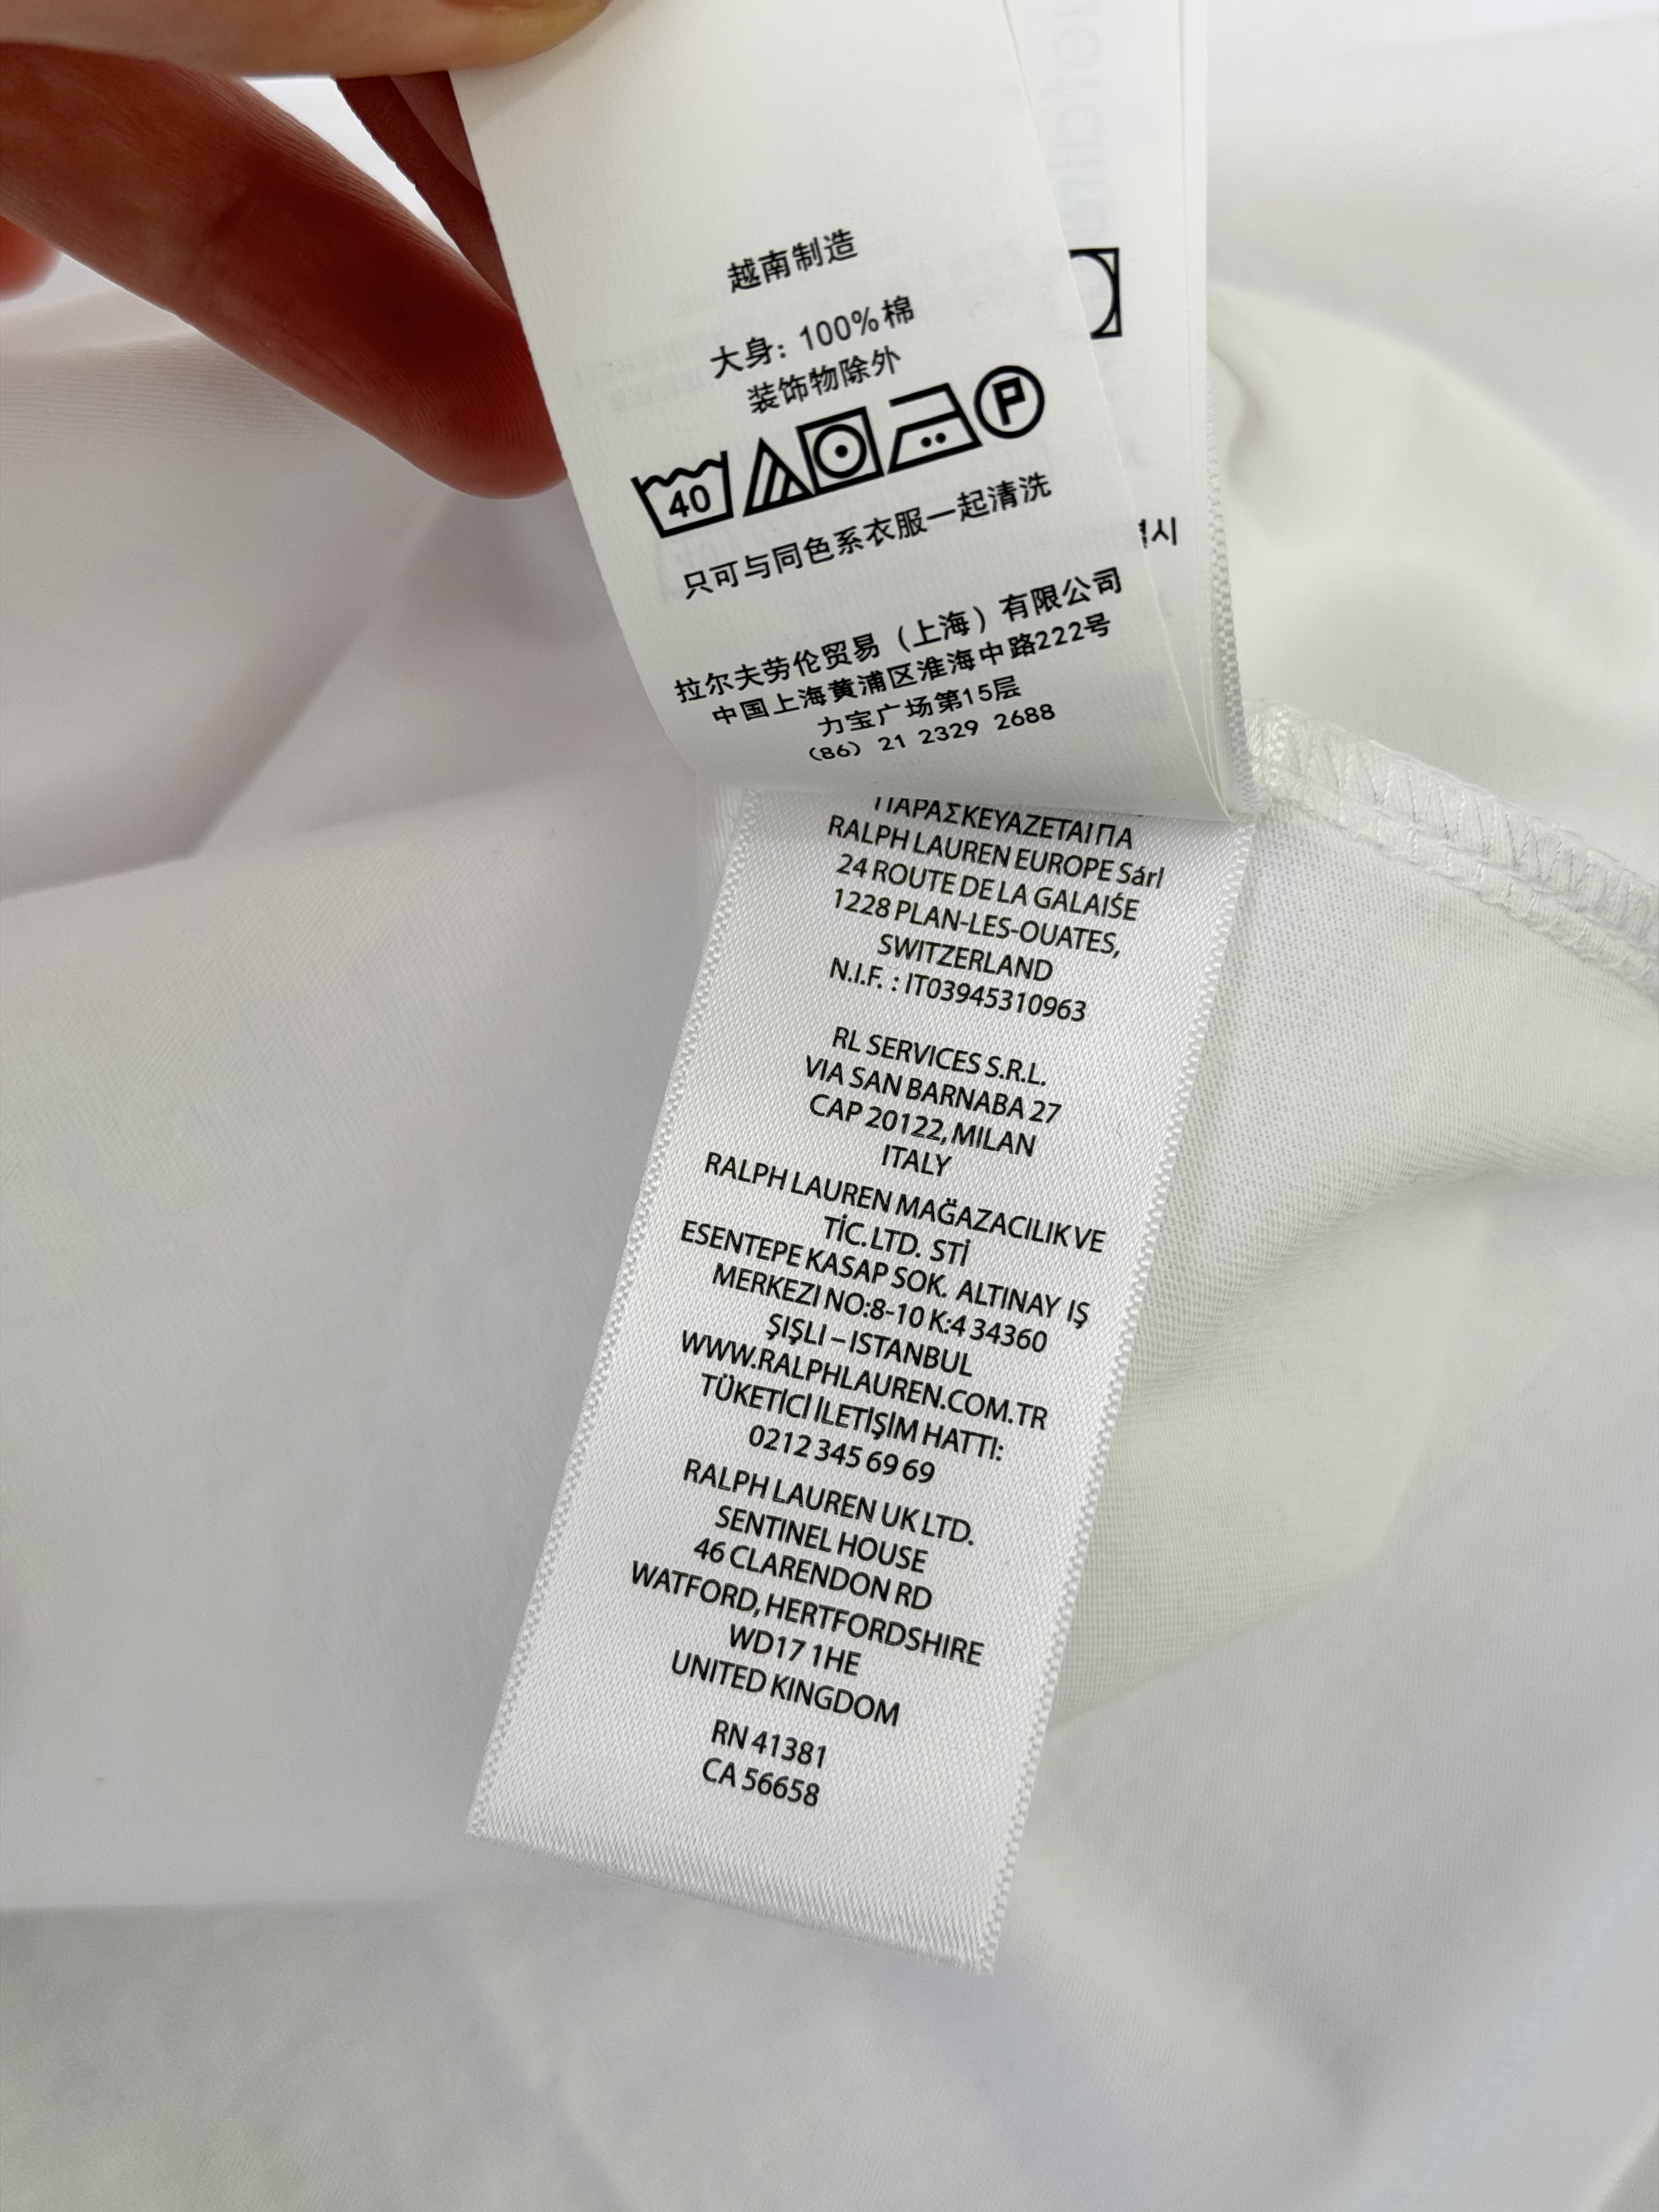 越南制造
大身: 100%棉
装饰物除外
40
P
只可与同色系衣服一起清洗
拉尔夫劳伦贸易（上海）有限公司
中国上海黄浦区淮海中路222号
力宝广场第15层
(86) 21 2329 2688
시
ΠΑΡΑΣΚΕΥΑΖΕΤΑΙ ΠΑ
RALPH LAUREN EUROPE Sárl
24 ROUTE DE LA GALAIŚE
1228 PLAN-LES-OUATES,
SWITZERLAND
N.I.F. : IT03945310963
RL SERVICES S.R.L.
VIA SAN BARNABA 27
CAP 20122, MILAN
ITALY
RALPH LAUREN MAĞAZACILIK VE
TİC. LTD. STİ
ESENTEPE KASAP SOK. ALTINAY IŞ
MERKEZI NO:8-10 K:4 34360
ŞIŞLI – ISTANBUL
WWW.RALPHLAUREN.COM.TR
TÜKETİCİ İLETİŞİM HATTI:
0212 345 69 69
RALPH LAUREN UK LTD.
SENTINEL HOUSE
46 CLARENDON RD
WATFORD, HERTFORDSHIRE
WD17 1HE
UNITED KINGDOM
RN 41381
CA 56658